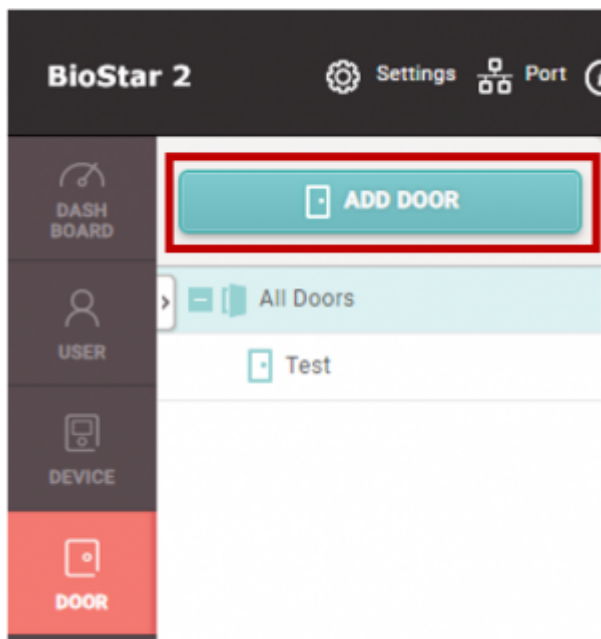 BioStar 2
Settings
Port
DASH
BOARD
ADD DOOR
All Doors
USER
Test
DEVICE
DOOR